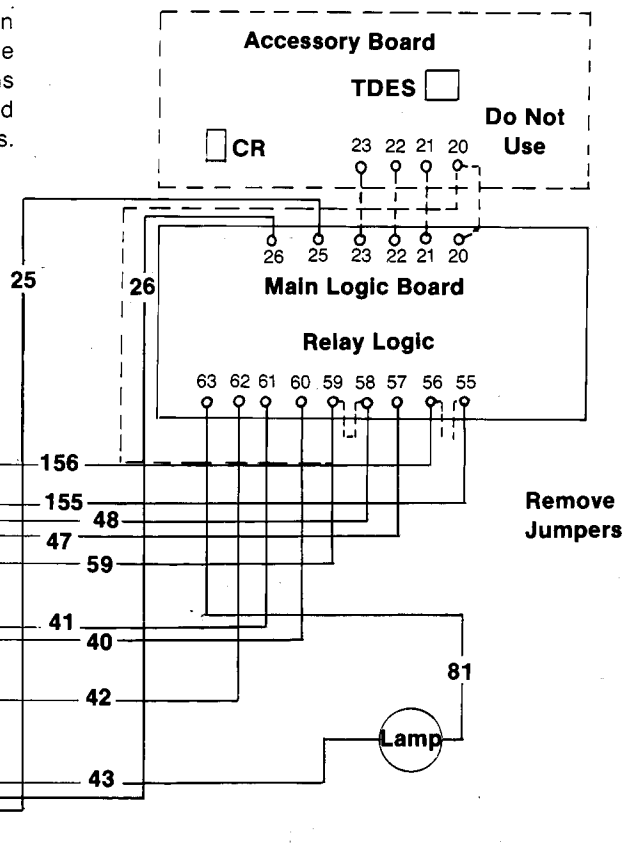 n
e
s
d
s.
Accessory Board
TDES
Do Not
Use
CR
23 22 21 20
26 25 23 22 21 20
25
26
Main Logic Board
Relay Logic
63 62 61 60 59 58 57 56 55
156
155
48
47
59
Remove
Jumpers
41
40
81
42
Lamp
43